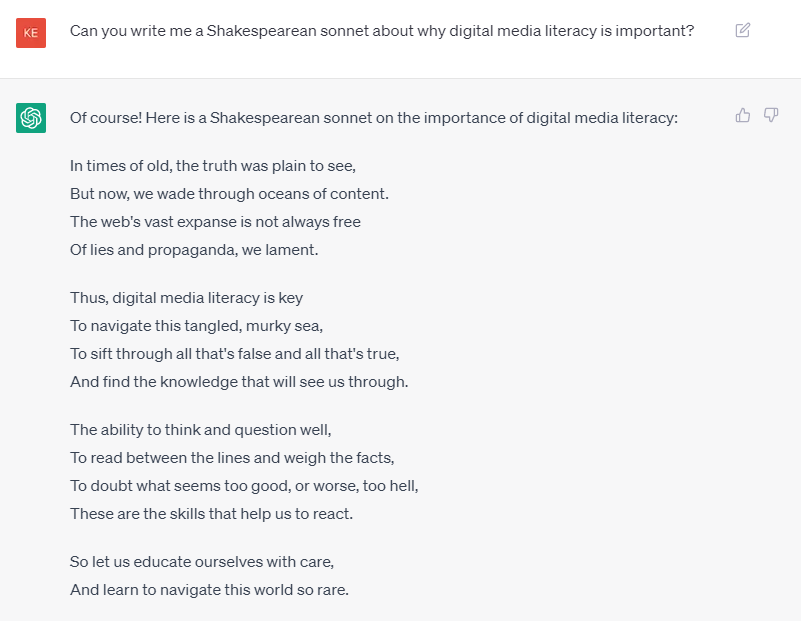 KE
Can you write me a Shakespearean sonnet about why digital media literacy is important?
Of course! Here is a Shakespearean sonnet on the importance of digital media literacy:
In times of old, the truth was plain to see,
But now, we wade through oceans of content.
The web's vast expanse is not always free
Of lies and propaganda, we lament.
Thus, digital media literacy is key
To navigate this tangled, murky sea,
To sift through all that's false and all that's true,
And find the knowledge that will see us through.
The ability to think and question well,
To read between the lines and weigh the facts,
To doubt what seems too good, or worse, too hell,
These are the skills that help us to react.
So let us educate ourselves with care,
And learn to navigate this world so rare.